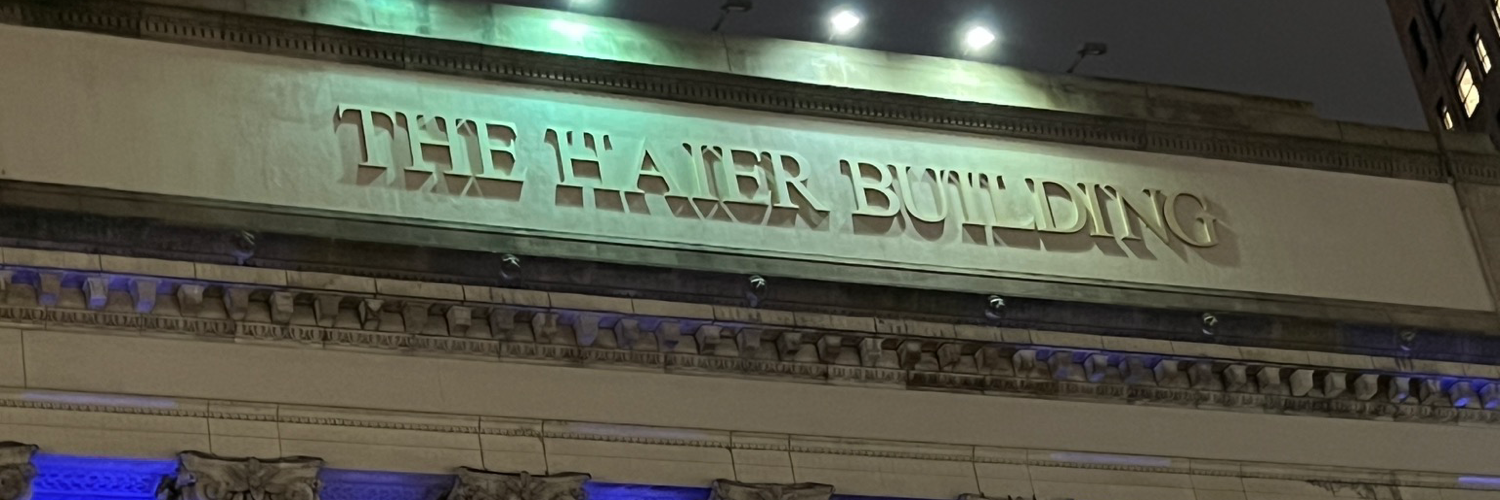 THE HAIER BUILDING